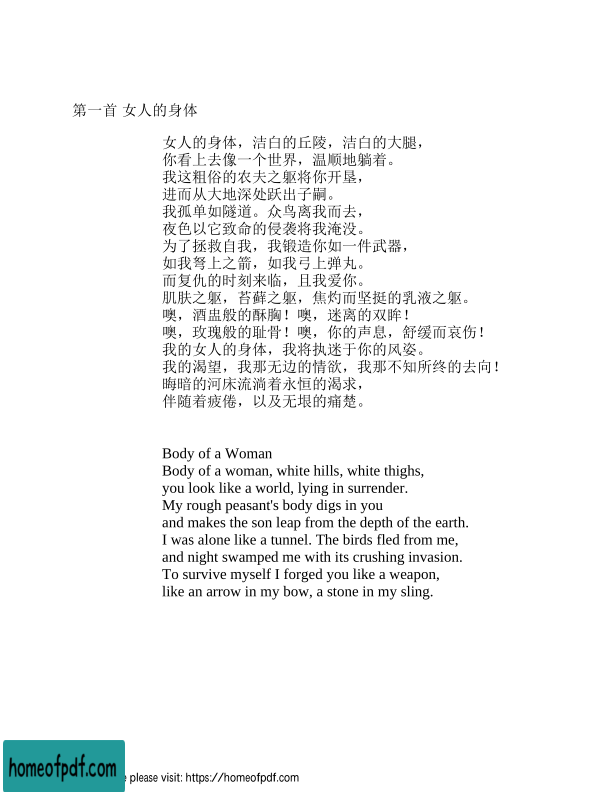 第一首 女人的身体
女人的身体，洁白的丘陵，洁白的大腿，
你看上去像一个世界，温顺地躺着。
我这粗俗的农夫之躯将你开垦，
进而从大地深处跃出子嗣。
我孤单如隧道。众鸟离我而去，
夜色以它致命的侵袭将我淹没。
为了拯救自我，我锻造你如一件武器，
如我弩上之箭，如我弓上弹丸。
而复仇的时刻来临，且我爱你。
肌肤之躯，苔藓之躯，焦灼而坚挺的乳液之躯。
噢，酒盅般的酥胸！噢，迷离的双眸！
噢，玫瑰般的耻骨！噢，你的声息，舒缓而哀伤！
我的女人的身体，我将执迷于你的风姿。
我的渴望，我那无边的情欲，我那不知所终的去向！
晦暗的河床流淌着永恒的渴求，
伴随着疲倦，以及无垠的痛楚。
Body of a Woman
Body of a woman, white hills, white thighs,
you look like a world, lying in surrender.
My rough peasant's body digs in you
and makes the son leap from the depth of the earth.
I was alone like a tunnel. The birds fled from me,
and night swamped me with its crushing invasion.
To survive myself I forged you like a weapon,
like an arrow in my bow, a stone in my sling.
homeofpdf.com
e please visit: https://homeofpdf.com